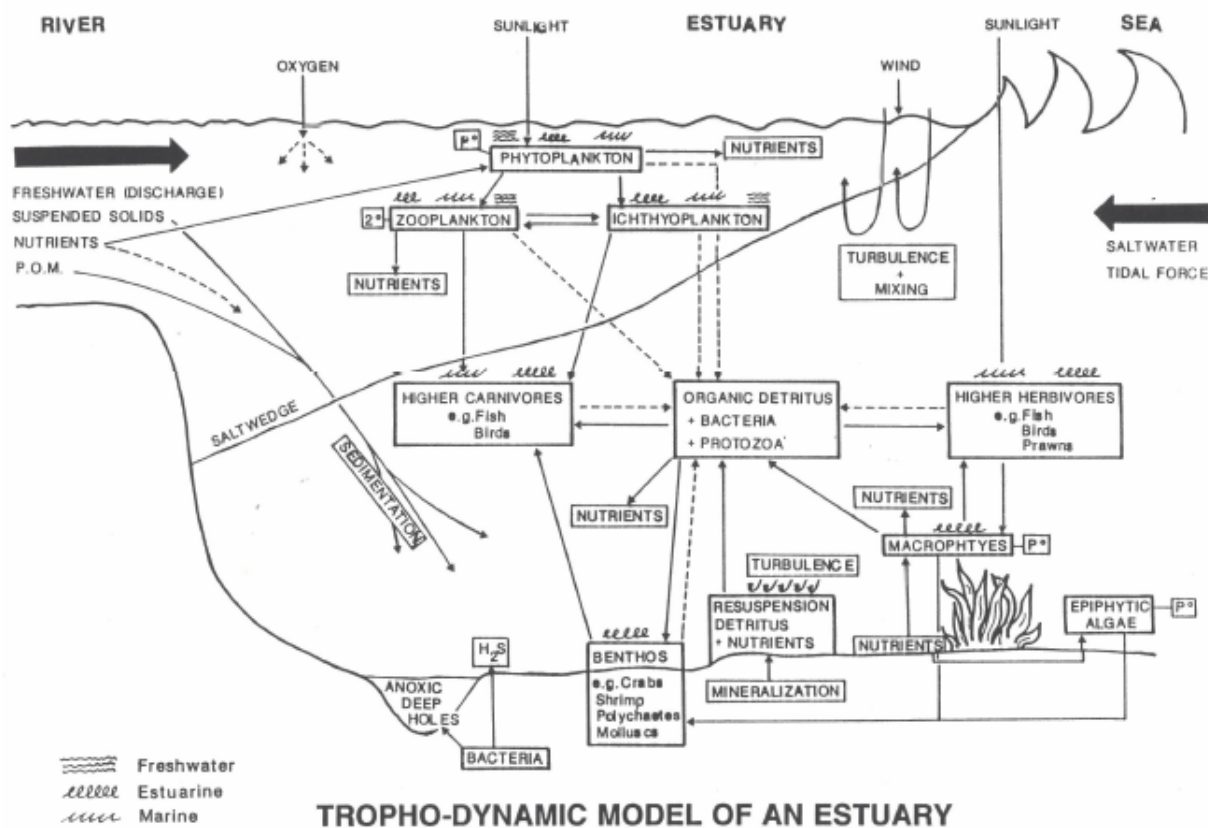 RIVER
SUNLIGHT
ESTUARY
SUNLIGHT
SEA
OXYGEN
WIND
P°
PHYTOPLANKTON
NUTRIENTS
FRESHWATER (DISCHARGE)
SUSPENDED SOLIDS
NUTRIENTS
P.O.M.
2°
ZOOPLANKTON
ICHTHYOPLANKTON
NUTRIENTS
TURBULENCE
+
MIXING
SALTWATER
TIDAL FORCE
HIGHER CARNIVORES
e.g. Fish
Birds
ORGANIC DETRITUS
+ BACTERIA
+ PROTOZOA
HIGHER HERBIVORES
e.g. Fish
Birds
Prawns
SALTWEDGE
SEDIMENTATION
NUTRIENTS
NUTRIENTS
MACROPHTYES
P°
TURBULENCE
RESUSPENSION
DETRITUS
+ NUTRIENTS
NUTRIENTS
EPIPHYTIC
ALGAE
P°
H2S
BENTHOS
e.g. Crabs
Shrimp
Polychaetes
Molluscs
MINERALIZATION
ANOXIC
DEEP
HOLES
BACTERIA
Freshwater
Estuarine
Marine
TROPHO-DYNAMIC MODEL OF AN ESTUARY